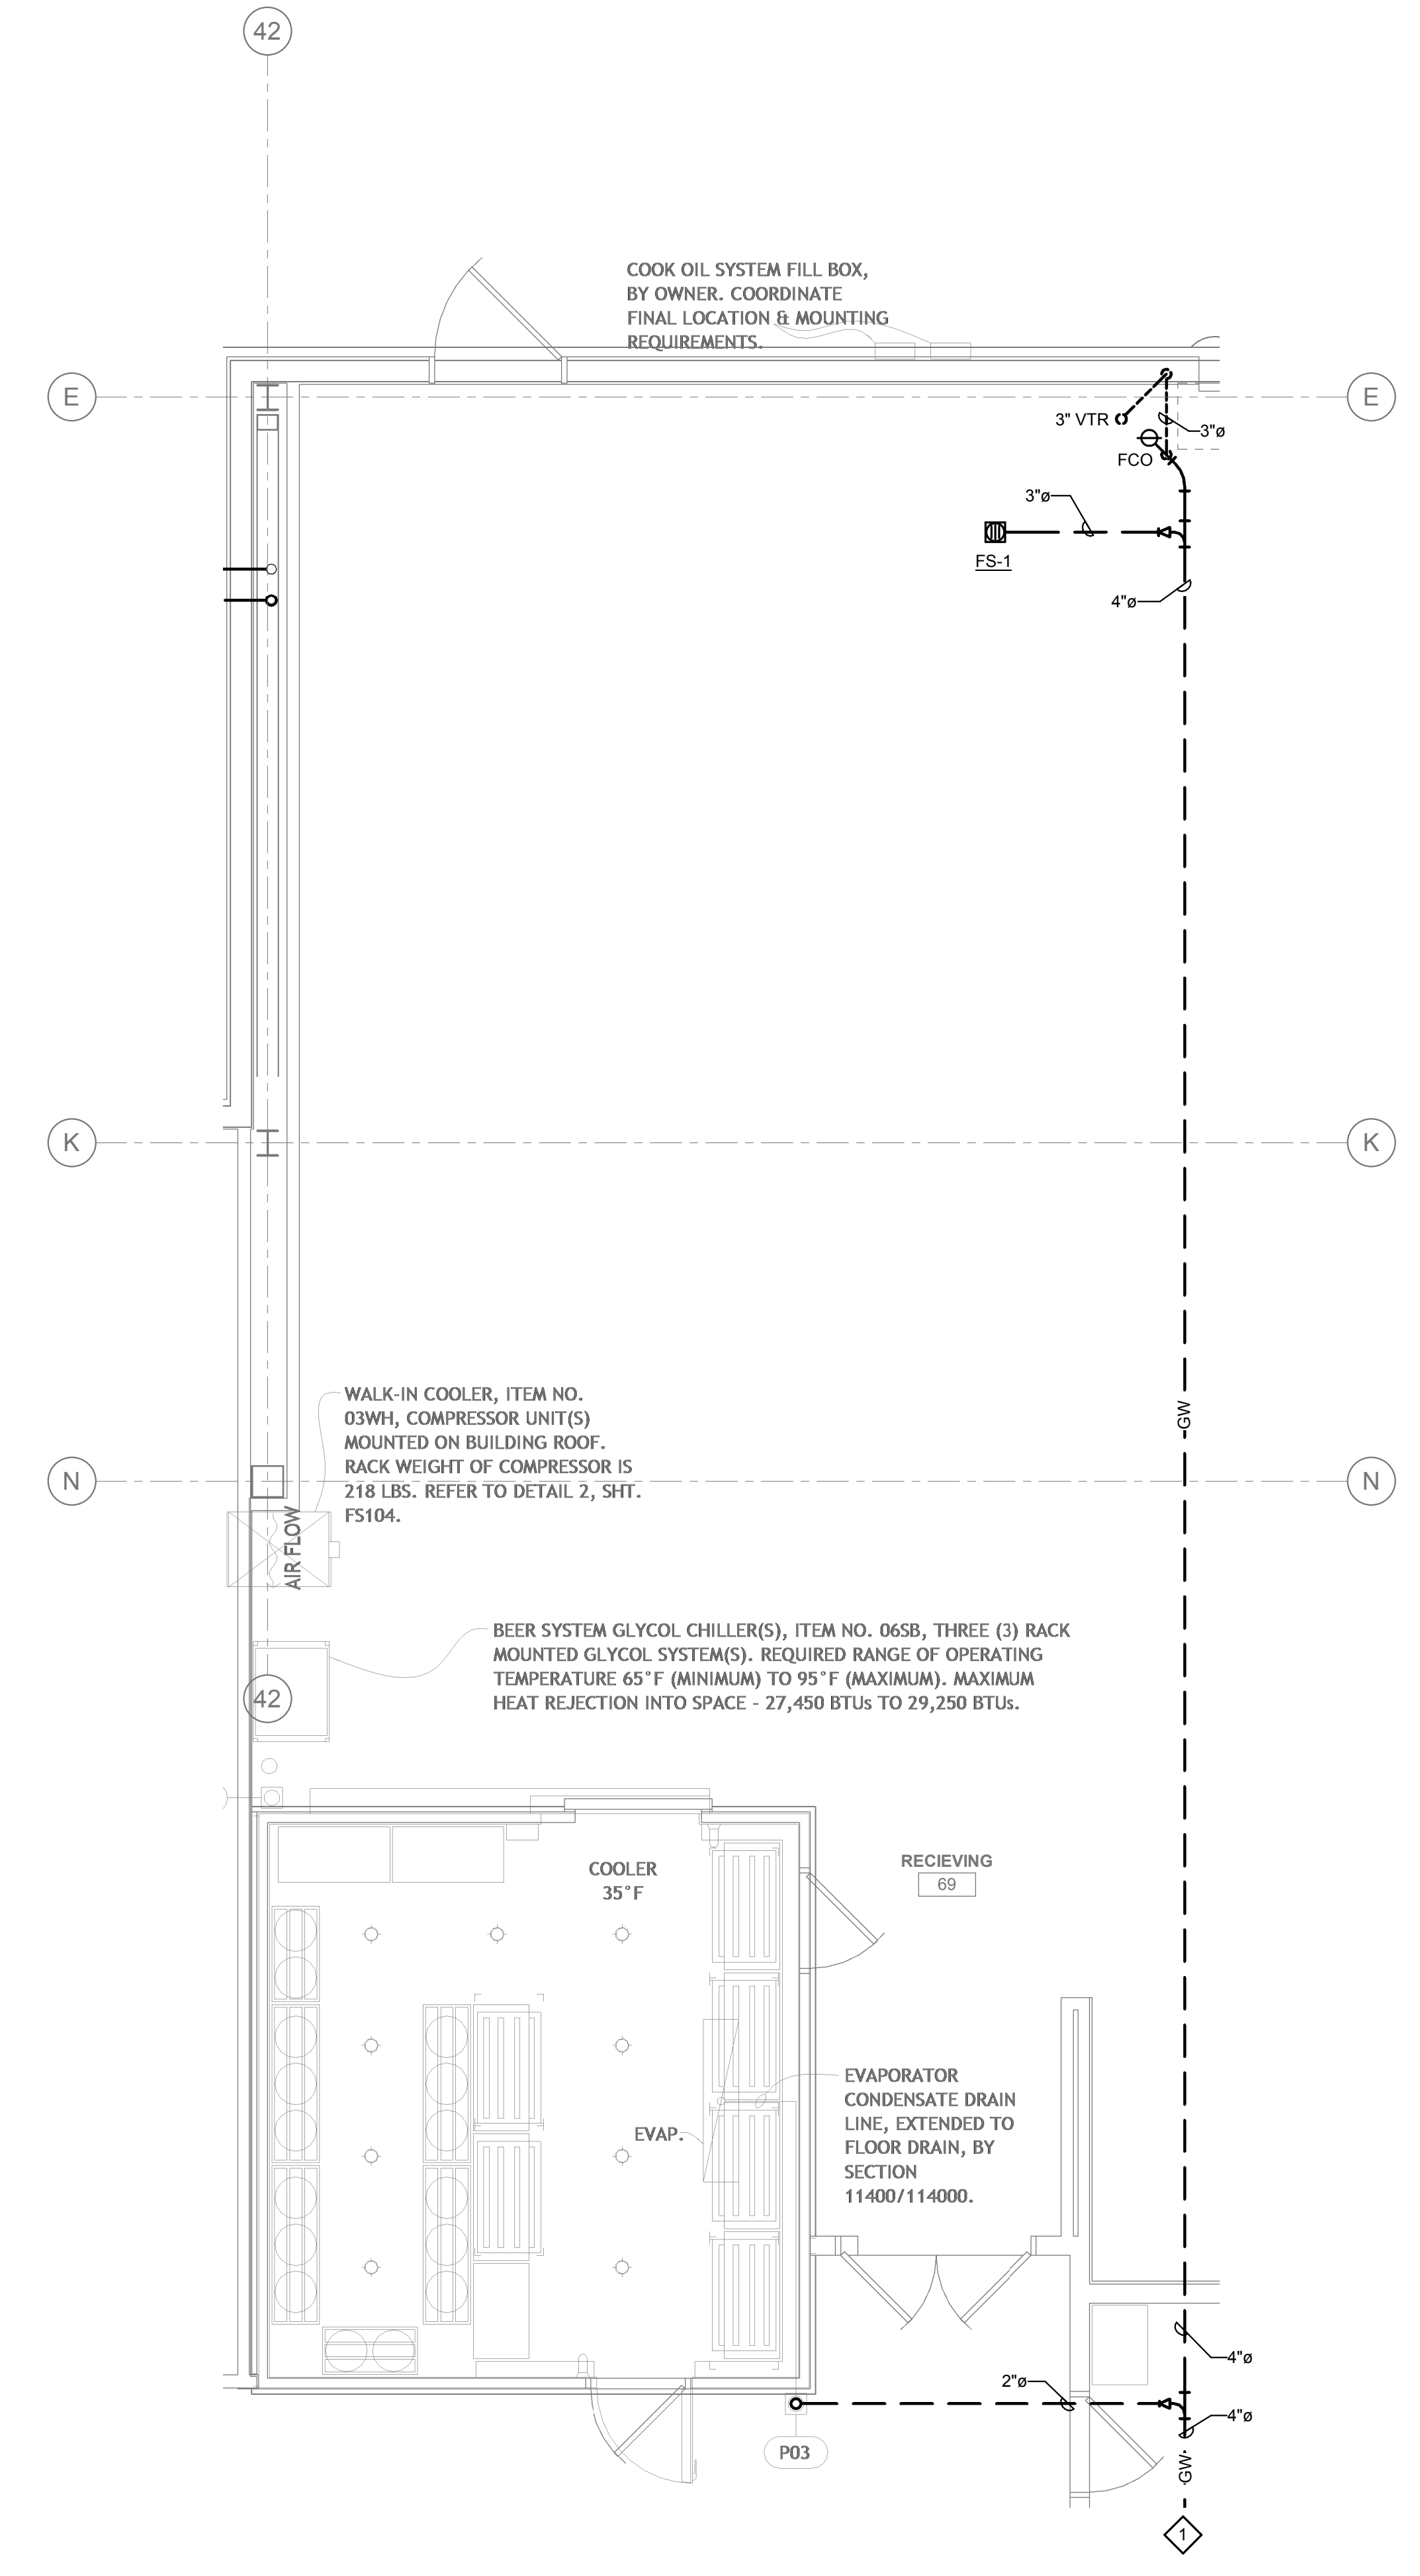 42
COOK OIL SYSTEM FILL BOX,
BY OWNER. COORDINATE
FINAL LOCATION & MOUNTING
REQUIREMENTS.
E
E
3" VTR
3"ø
FCO
3"ø
FS-1
4"ø
K
K
WALK-IN COOLER, ITEM NO.
03WH, COMPRESSOR UNIT(S)
MOUNTED ON BUILDING ROOF.
RACK WEIGHT OF COMPRESSOR IS
218 LBS. REFER TO DETAIL 2, SHT.
FS104.
GW
N
N
AIR FLOW
BEER SYSTEM GLYCOL CHILLER(S), ITEM NO. 06SB, THREE (3) RACK
MOUNTED GLYCOL SYSTEM(S). REQUIRED RANGE OF OPERATING
TEMPERATURE 65°F (MINIMUM) TO 95°F (MAXIMUM). MAXIMUM
HEAT REJECTION INTO SPACE - 27,450 BTUs TO 29,250 BTUs.
42
COOLER
35°F
RECIEVING
69
EVAPORATOR
CONDENSATE DRAIN
LINE, EXTENDED TO
FLOOR DRAIN, BY
SECTION
11400/114000.
EVAP.
4"ø
2"ø
4"ø
P03
GW
1